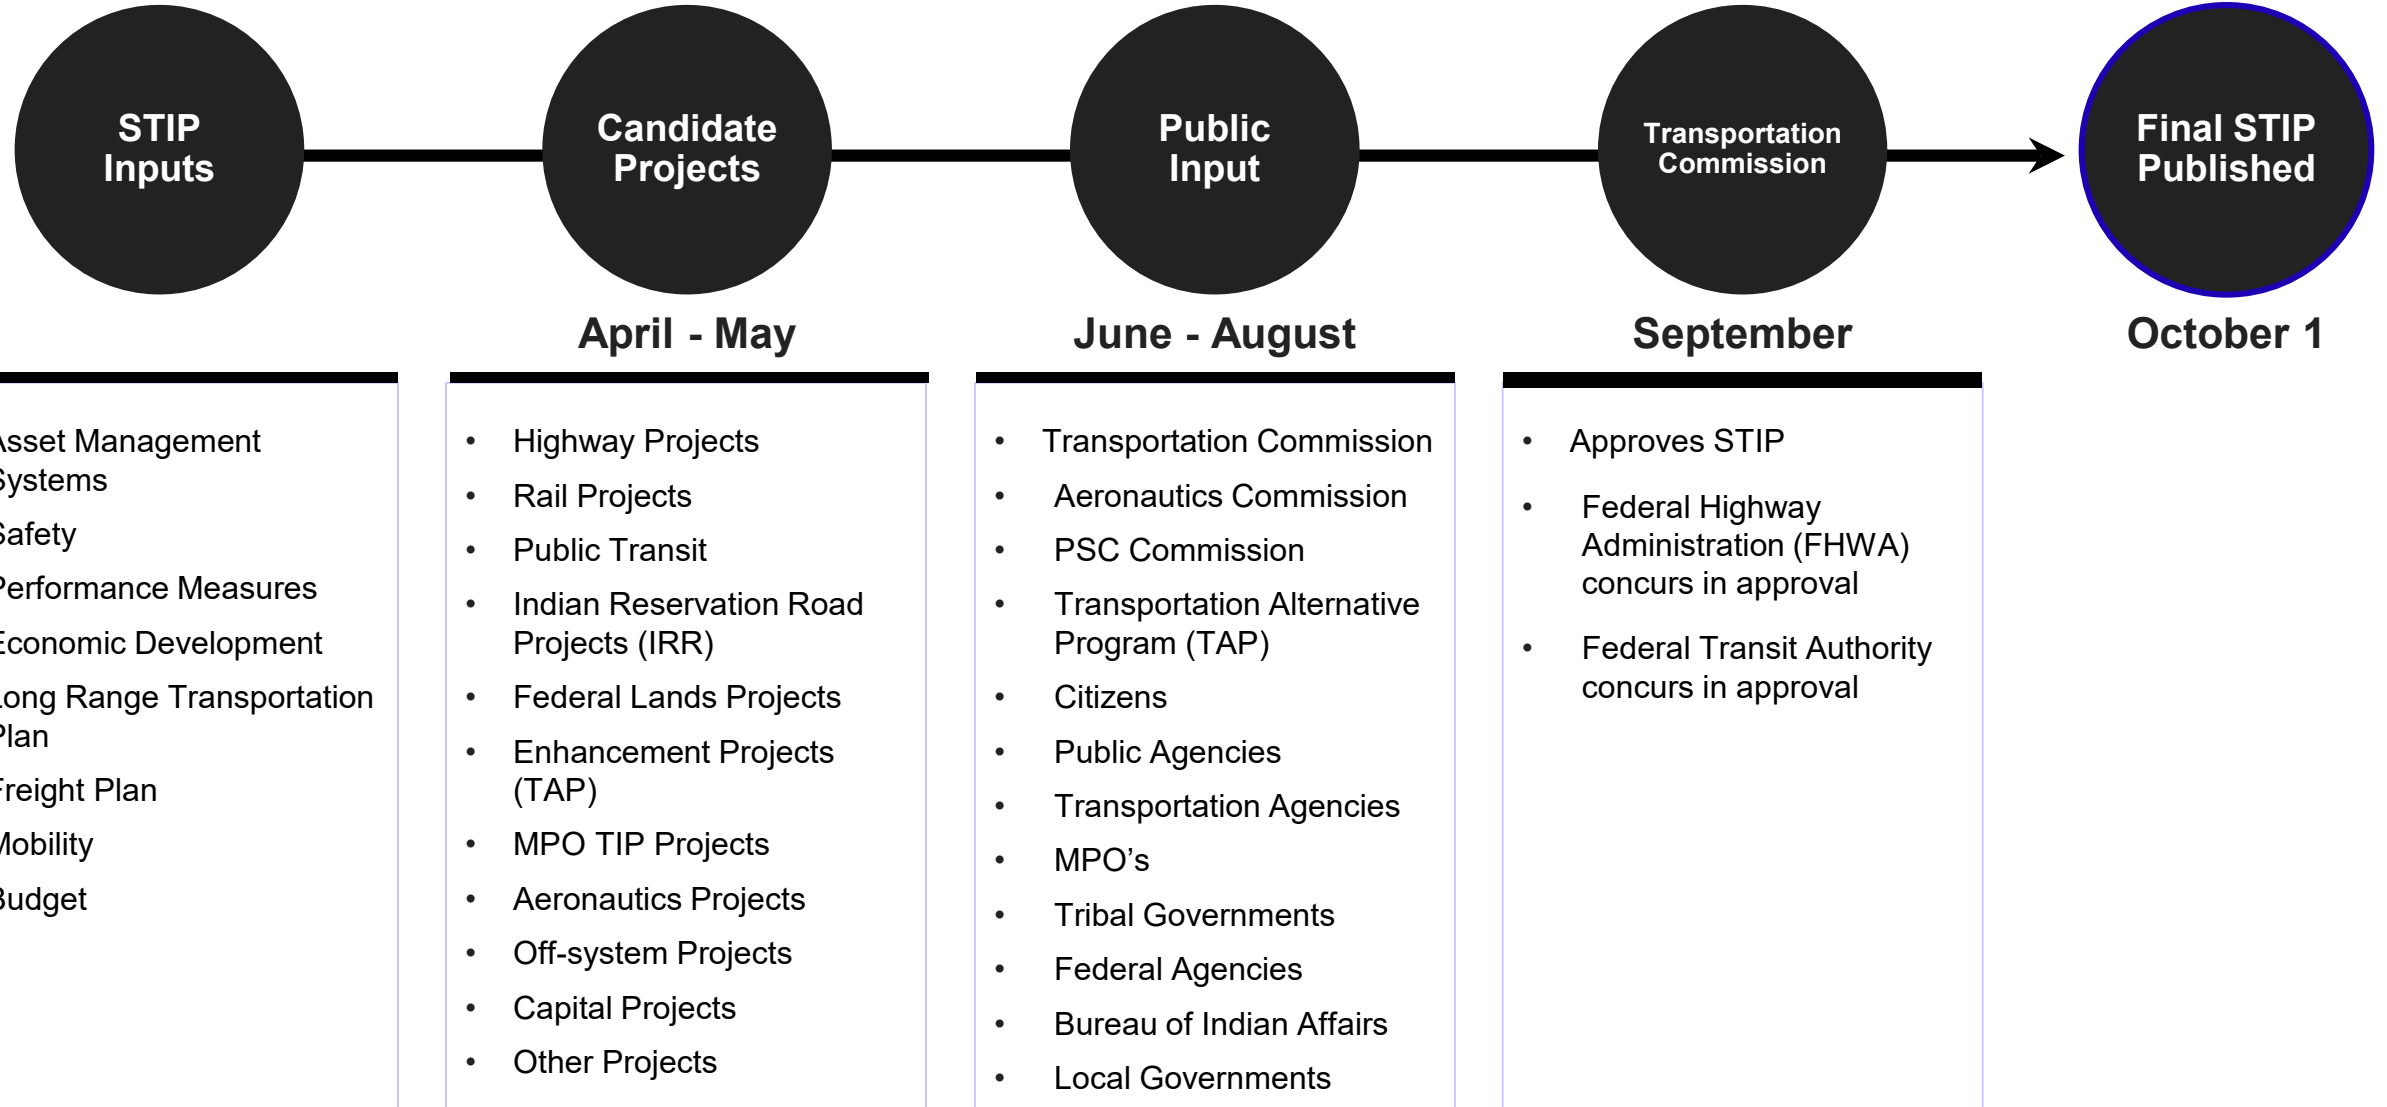 STIP
Inputs
Candidate
Projects
Public
Input
Transportation
Commission
Final STIP
Published
April - May
June - August
September
October 1
Asset Management
Systems
Safety
Performance Measures
Economic Development
Long Range Transportation
Plan
Freight Plan
Mobility
Budget
• Highway Projects
• Rail Projects
• Public Transit
• Indian Reservation Road
Projects (IRR)
• Federal Lands Projects
• Enhancement Projects
(TAP)
• MPO TIP Projects
• Aeronautics Projects
• Off-system Projects
• Capital Projects
• Other Projects
• Transportation Commission
• Aeronautics Commission
• PSC Commission
• Transportation Alternative
Program (TAP)
• Citizens
• Public Agencies
• Transportation Agencies
• MPO’s
• Tribal Governments
• Federal Agencies
• Bureau of Indian Affairs
• Local Governments
• Approves STIP
• Federal Highway
Administration (FHWA)
concurs in approval
• Federal Transit Authority
concurs in approval